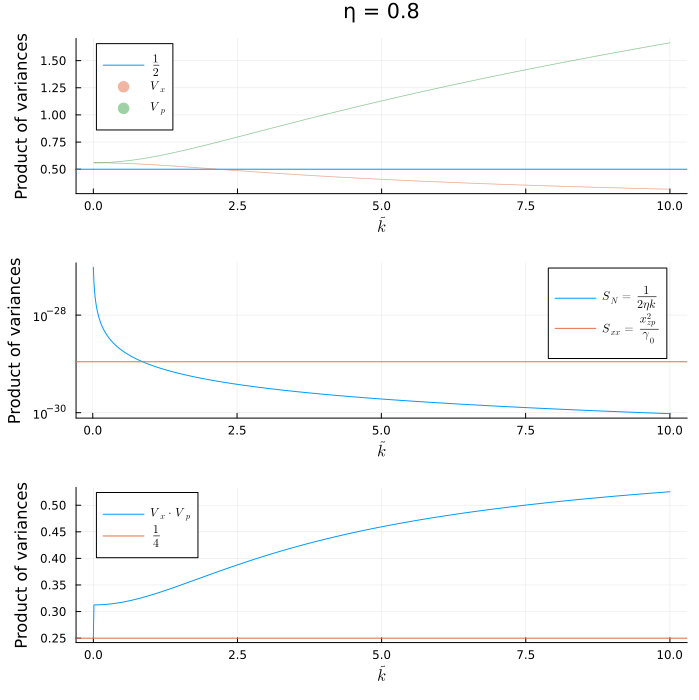 η = 0.8
Product of variances
1.50
1.25
1.00
0.75
0.50
1/2
V_x
V_p
0.0 2.5 5.0 7.5 10.0
k̃
Product of variances
10^−28
10^−30
S_N = 1/(2ηk)
S_xx = x_zp^2/γ_0
0.0 2.5 5.0 7.5 10.0
k̃
Product of variances
0.50
0.45
0.40
0.35
0.30
0.25
V_x · V_p
1/4
0.0 2.5 5.0 7.5 10.0
k̃